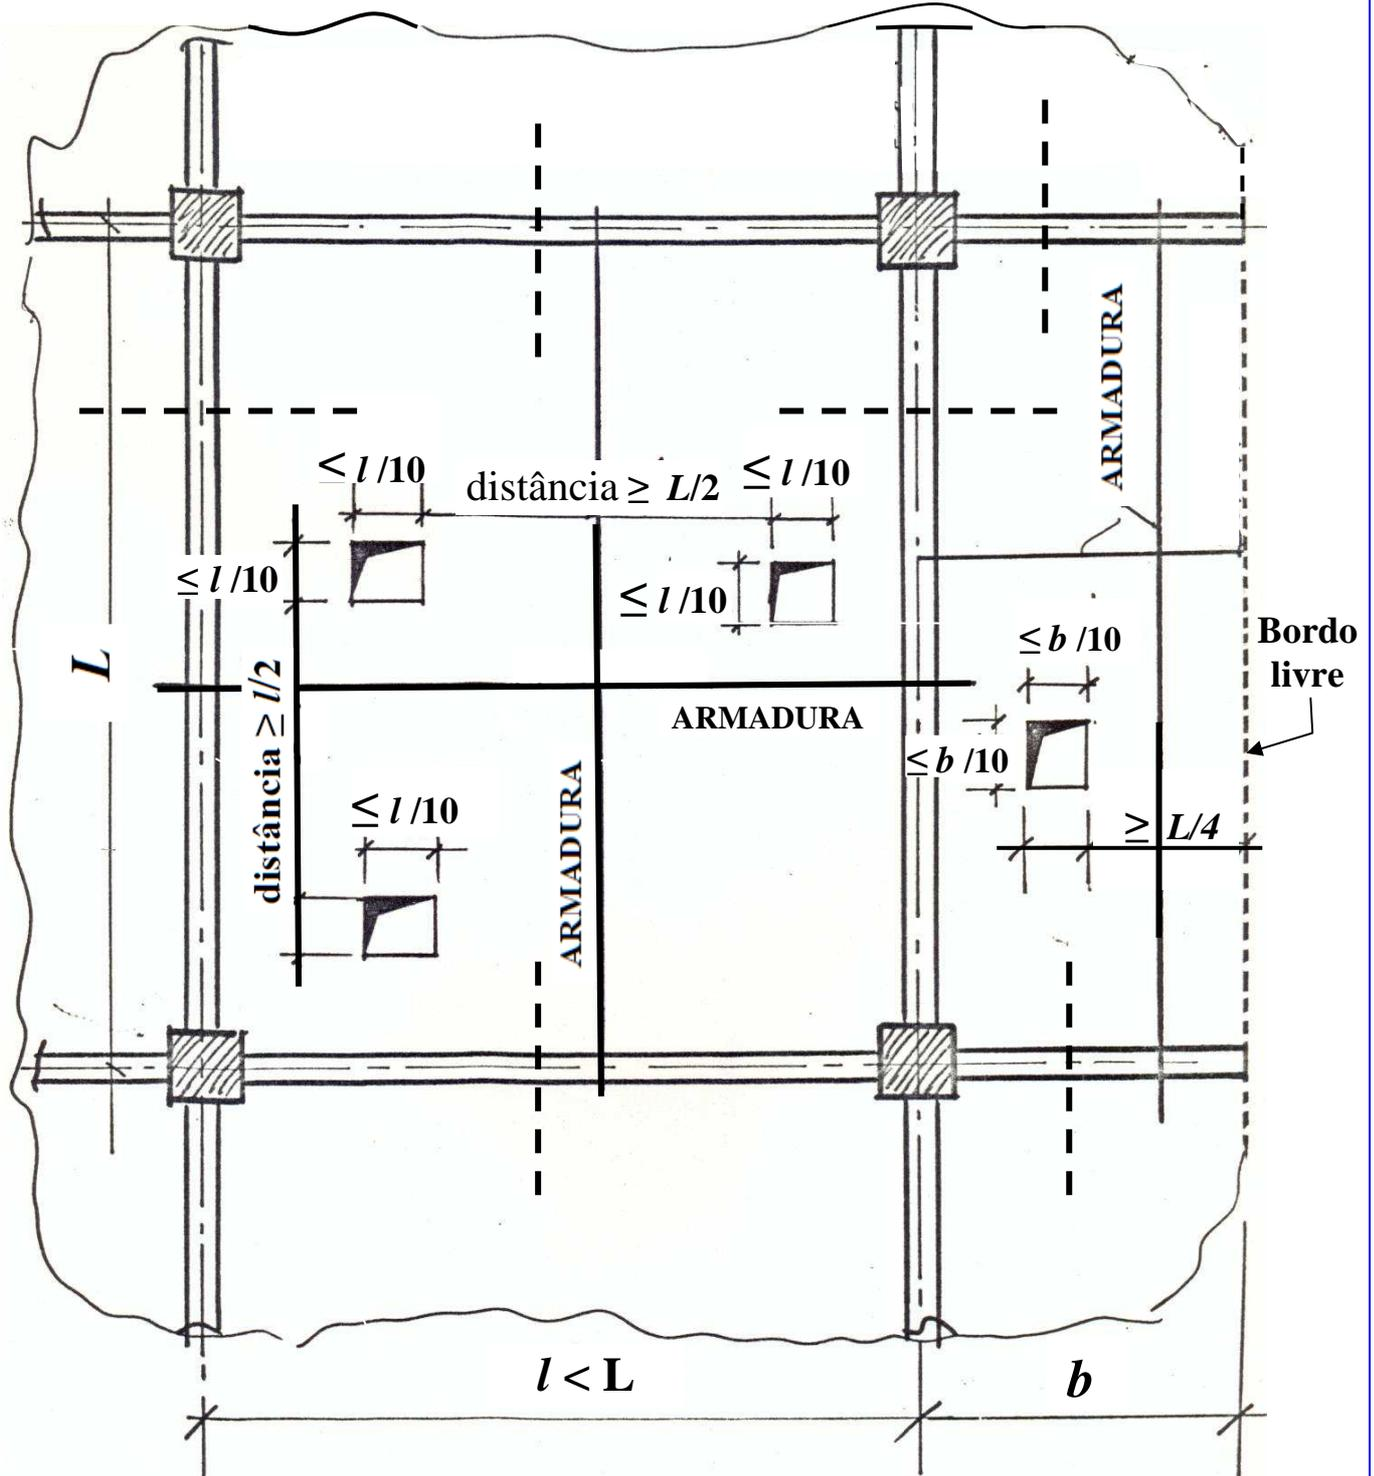 ARMADURA
≤ l /10
distância ≥ L/2
≤ l /10
≤ l /10
≤ l /10
L
distância ≥ l/2
≤ b /10
Bordo
livre
ARMADURA
≤ b /10
≤ l /10
ARMADURA
≥ L/4
l < L
b